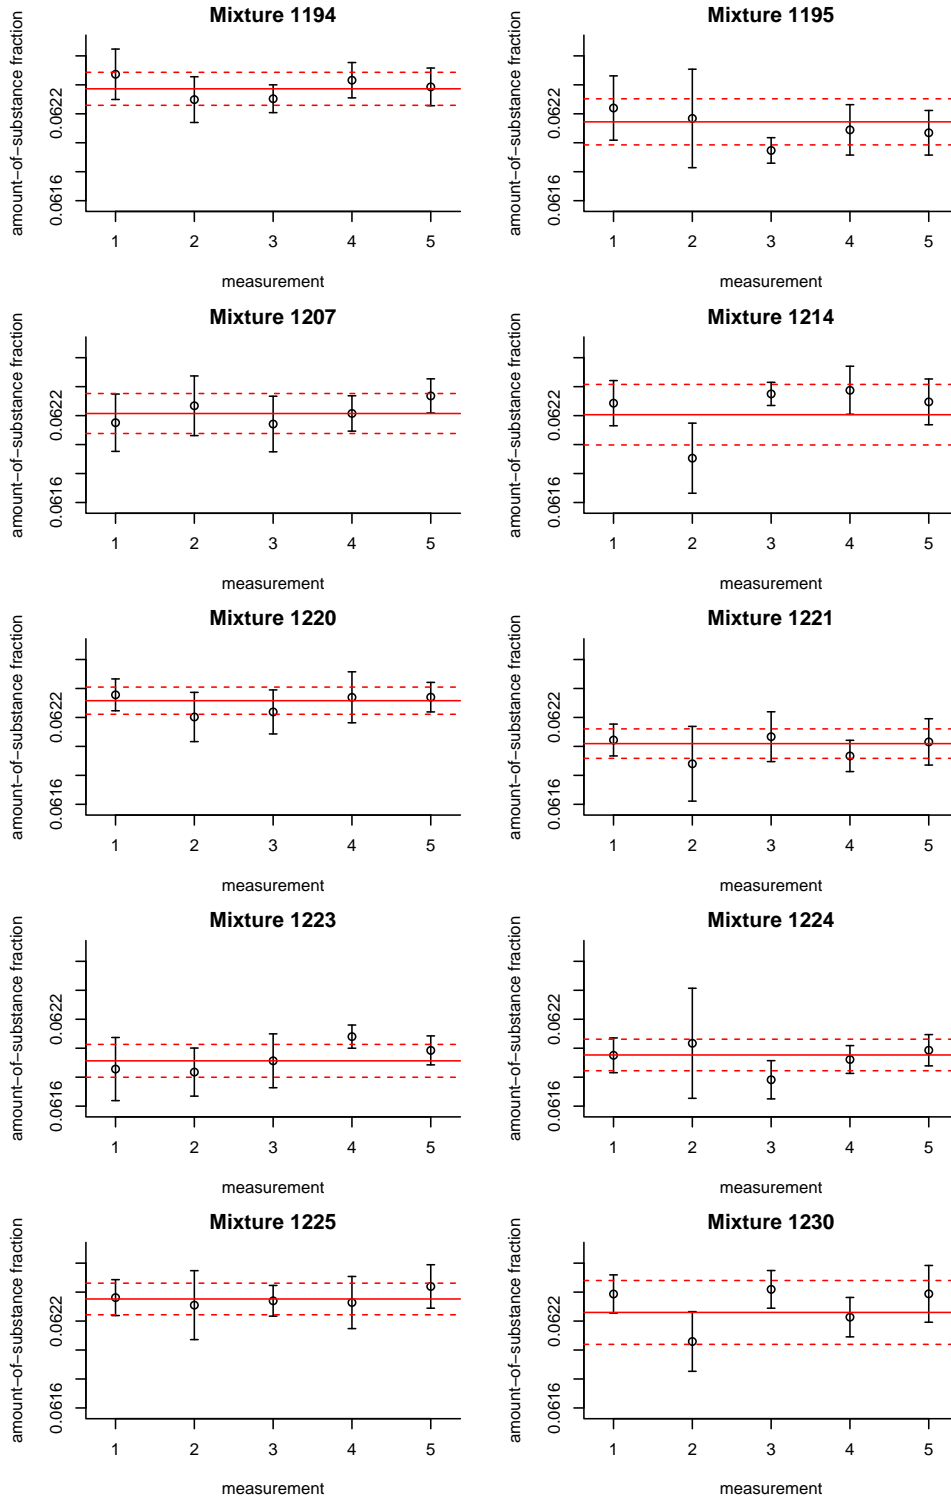 Mixture 1194
amount−of−substance fraction
0.0616 0.0622
1 2 3 4 5
measurement
Mixture 1195
amount−of−substance fraction
0.0616 0.0622
1 2 3 4 5
measurement
Mixture 1207
amount−of−substance fraction
0.0616 0.0622
1 2 3 4 5
measurement
Mixture 1214
amount−of−substance fraction
0.0616 0.0622
1 2 3 4 5
measurement
Mixture 1220
amount−of−substance fraction
0.0616 0.0622
1 2 3 4 5
measurement
Mixture 1221
amount−of−substance fraction
0.0616 0.0622
1 2 3 4 5
measurement
Mixture 1223
amount−of−substance fraction
0.0616 0.0622
1 2 3 4 5
measurement
Mixture 1224
amount−of−substance fraction
0.0616 0.0622
1 2 3 4 5
measurement
Mixture 1225
amount−of−substance fraction
0.0616 0.0622
1 2 3 4 5
measurement
Mixture 1230
amount−of−substance fraction
0.0616 0.0622
1 2 3 4 5
measurement